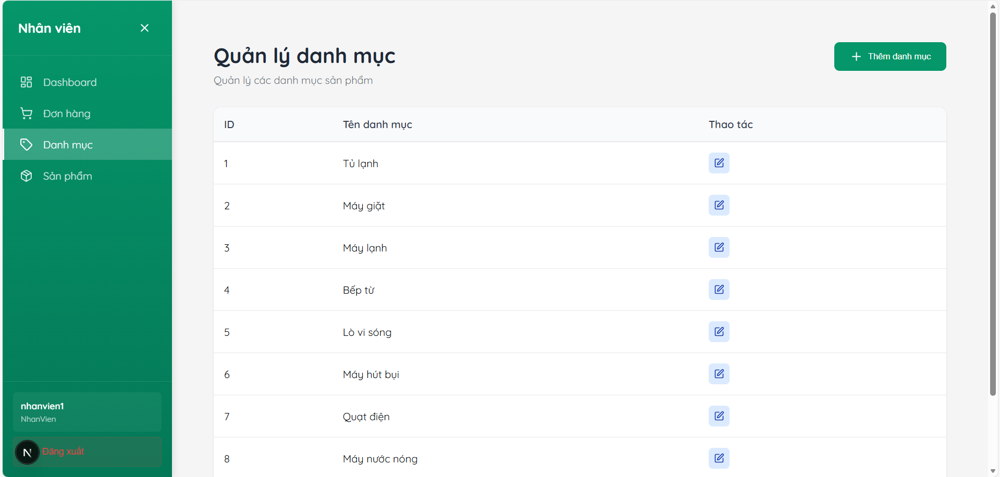 Nhân viên
Dashboard
Đơn hàng
Danh mục
Sản phẩm
nhanvien1
NhanVien
N
Đăng xuất
Quản lý danh mục
Quản lý các danh mục sản phẩm
Thêm danh mục
ID Tên danh mục Thao tác
1 Tủ lạnh
2 Máy giặt
3 Máy lạnh
4 Bếp từ
5 Lò vi sóng
6 Máy hút bụi
7 Quạt điện
8 Máy nước nóng